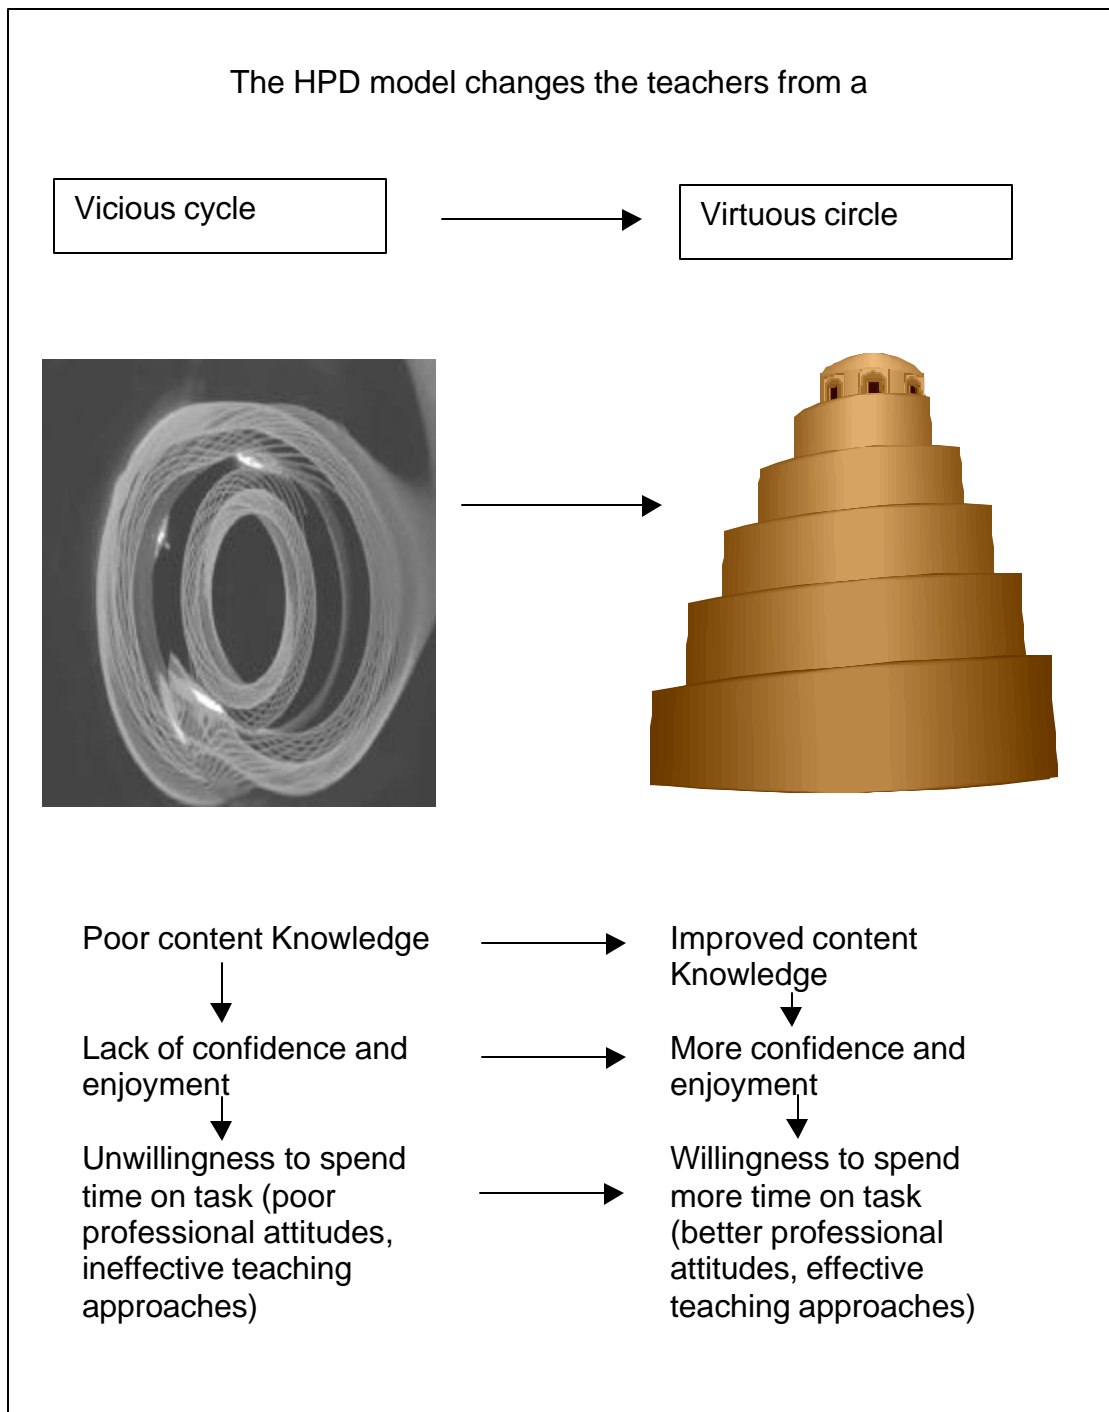 The HPD model changes the teachers from a
Vicious cycle
Virtuous circle
Poor content Knowledge
Improved content
Knowledge
Lack of confidence and
enjoyment
More confidence and
enjoyment
Unwillingness to spend
time on task (poor
professional attitudes,
ineffective teaching
approaches)
Willingness to spend
more time on task
(better professional
attitudes, effective
teaching approaches)